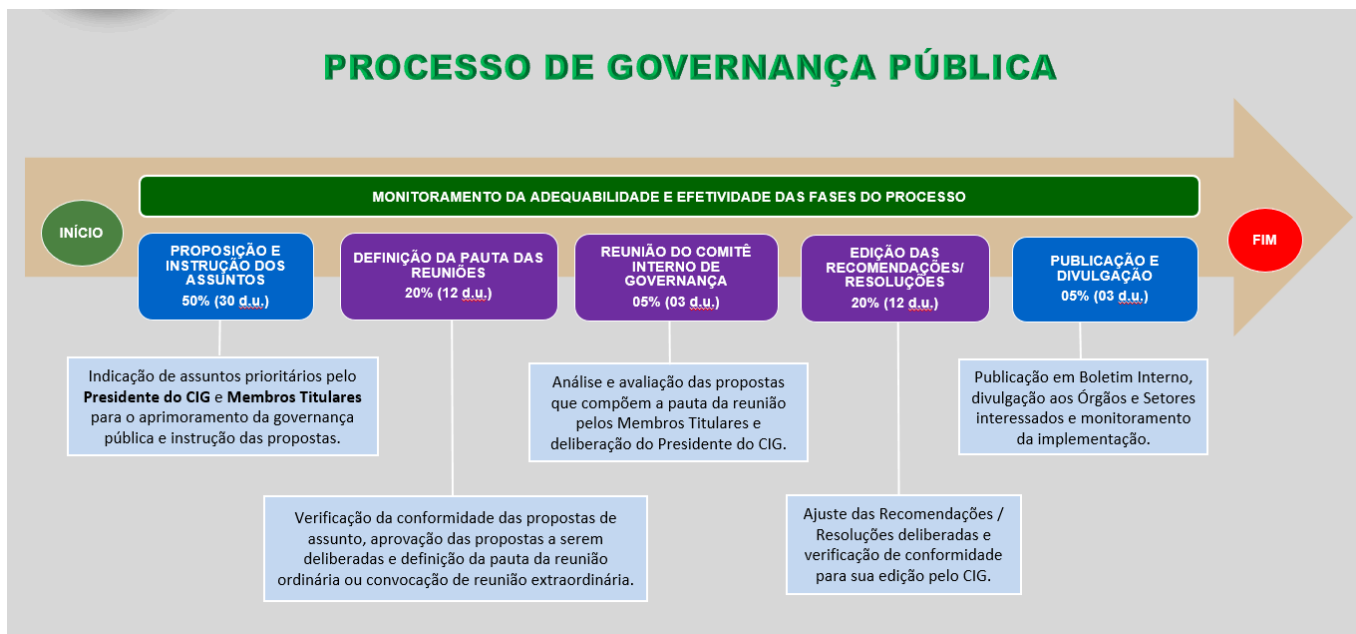 PROCESSO DE GOVERNANÇA PÚBLICA
MONITORAMENTO DA ADEQUABILIDADE E EFETIVIDADE DAS FASES DO PROCESSO
INÍCIO
PROPOSIÇÃO E
INSTRUÇÃO DOS
ASSUNTOS
50% (30 d.u.)
DEFINIÇÃO DA PAUTA DAS
REUNIÕES
20% (12 d.u.)
REUNIÃO DO COMITÊ
INTERNO DE
GOVERNANÇA
05% (03 d.u.)
EDIÇÃO DAS
RECOMENDAÇÕES/
RESOLUÇÕES
20% (12 d.u.)
PUBLICAÇÃO E
DIVULGAÇÃO
05% (03 d.u.)
FIM
Indicação de assuntos prioritários pelo
Presidente do CIG e Membros Titulares
para o aprimoramento da governança
pública e instrução das propostas.
Análise e avaliação das propostas
que compõem a pauta da reunião
pelos Membros Titulares e
deliberação do Presidente do CIG.
Publicação em Boletim Interno,
divulgação aos Órgãos e Setores
interessados e monitoramento
da implementação.
Verificação da conformidade das propostas de
assunto, aprovação das propostas a serem
deliberadas e definição da pauta da reunião
ordinária ou convocação de reunião extraordinária.
Ajuste das Recomendações /
Resoluções deliberadas e
verificação de conformidade
para sua edição pelo CIG.